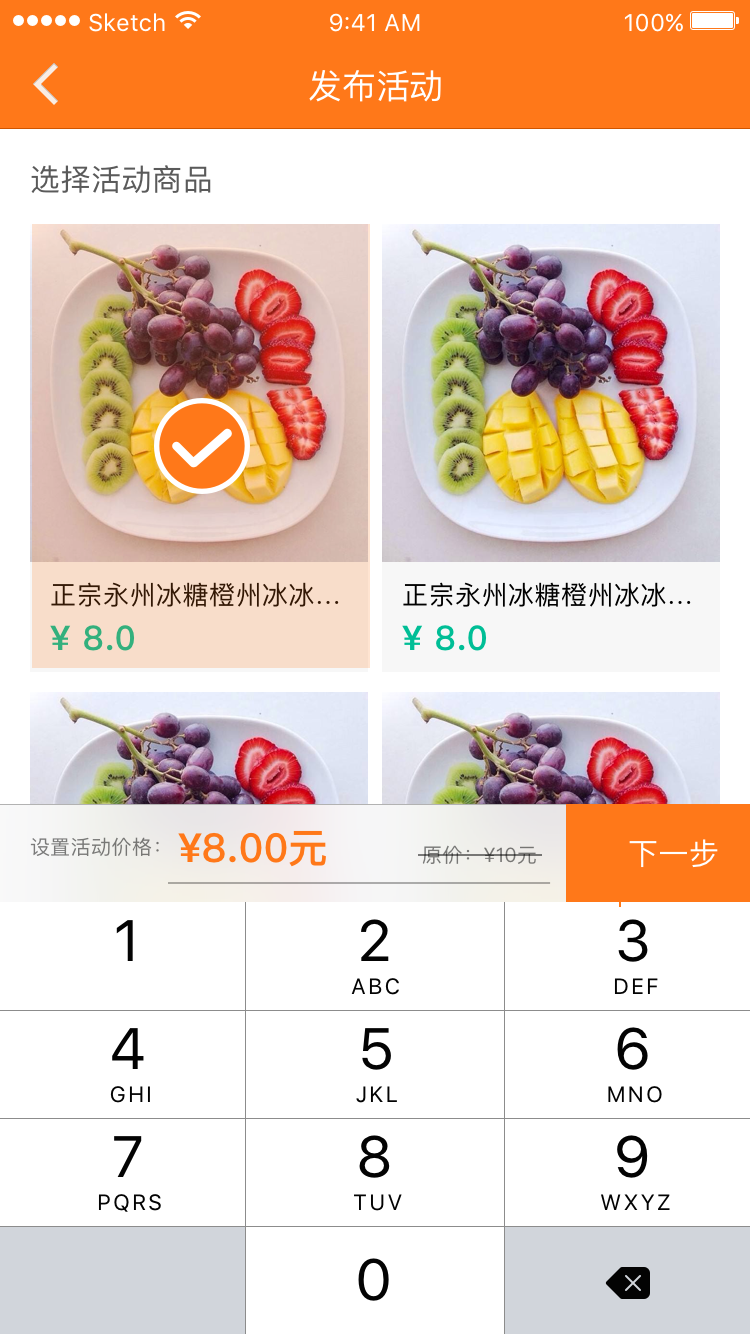 Sketch 9:41 AM 100%
发布活动
选择活动商品
正宗永州冰糖橙州冰冰... 正宗永州冰糖橙州冰冰...
¥ 8.0 ¥ 8.0
设置活动价格： ¥8.00元 原价：¥10元 下一步
1 2 3
ABC DEF
4 5 6
GHI JKL MNO
7 8 9
PQRS TUV WXYZ
0